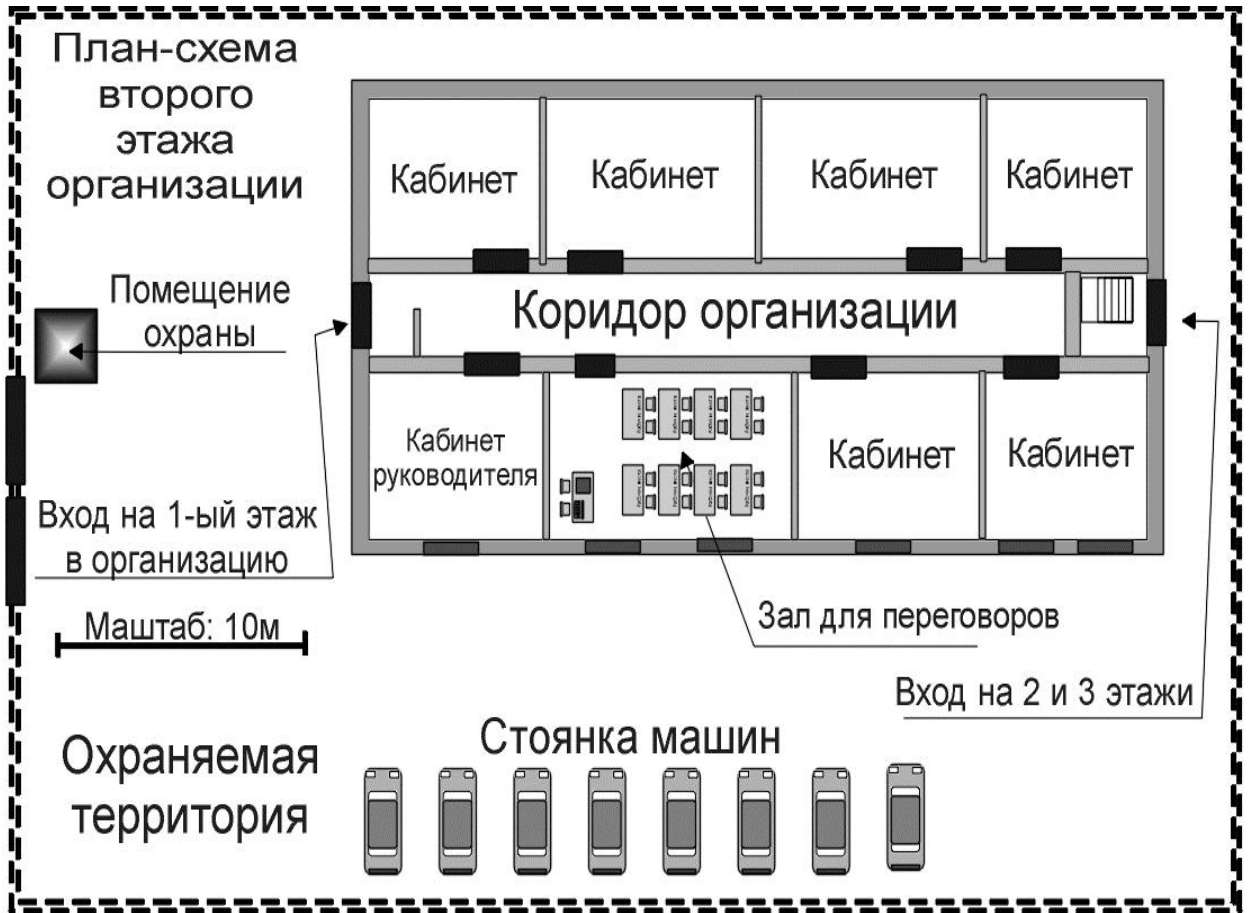 План-схема
второго
этажа
организации
Кабинет
Кабинет
Кабинет
Кабинет
Помещение
охраны
Коридор организации
Кабинет
руководителя
Кабинет
Кабинет
Вход на 1-ый этаж
в организацию
Маштаб: 10м
Зал для переговоров
Вход на 2 и 3 этажи
Стоянка машин
Охраняемая
территория